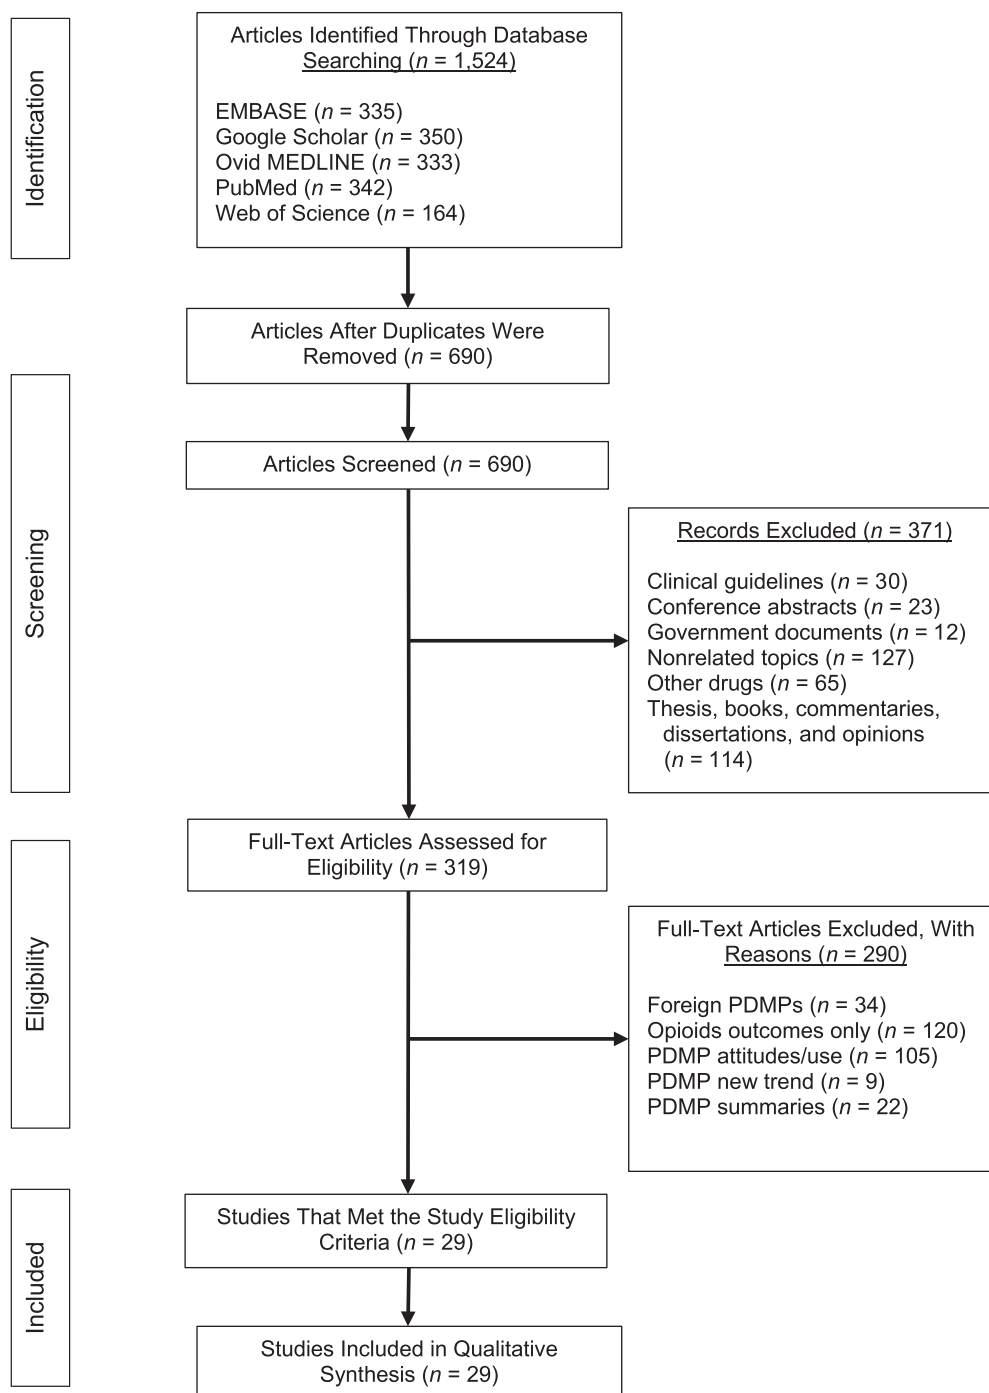 Identification
Articles Identified Through Database
Searching (n = 1,524)
EMBASE (n = 335)
Google Scholar (n = 350)
Ovid MEDLINE (n = 333)
PubMed (n = 342)
Web of Science (n = 164)
Articles After Duplicates Were
Removed (n = 690)
Screening
Articles Screened (n = 690)
Records Excluded (n = 371)
Clinical guidelines (n = 30)
Conference abstracts (n = 23)
Government documents (n = 12)
Nonrelated topics (n = 127)
Other drugs (n = 65)
Thesis, books, commentaries,
dissertations, and opinions
(n = 114)
Full-Text Articles Assessed for
Eligibility (n = 319)
Eligibility
Full-Text Articles Excluded, With
Reasons (n = 290)
Foreign PDMPs (n = 34)
Opioids outcomes only (n = 120)
PDMP attitudes/use (n = 105)
PDMP new trend (n = 9)
PDMP summaries (n = 22)
Included
Studies That Met the Study Eligibility
Criteria (n = 29)
Studies Included in Qualitative
Synthesis (n = 29)